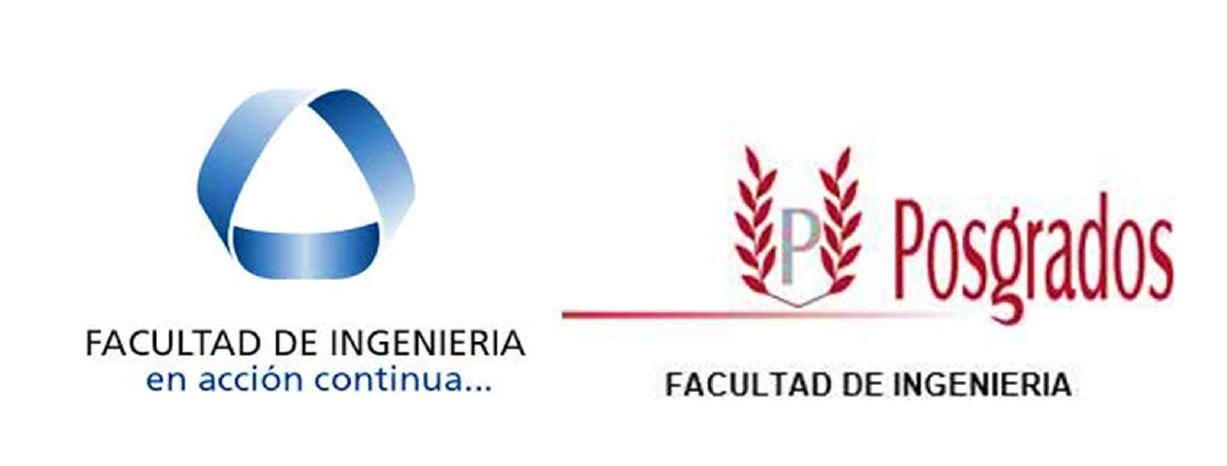 FACULTAD DE INGENIERIA
en acción continua...
P
Posgrados
FACULTAD DE INGENIERIA